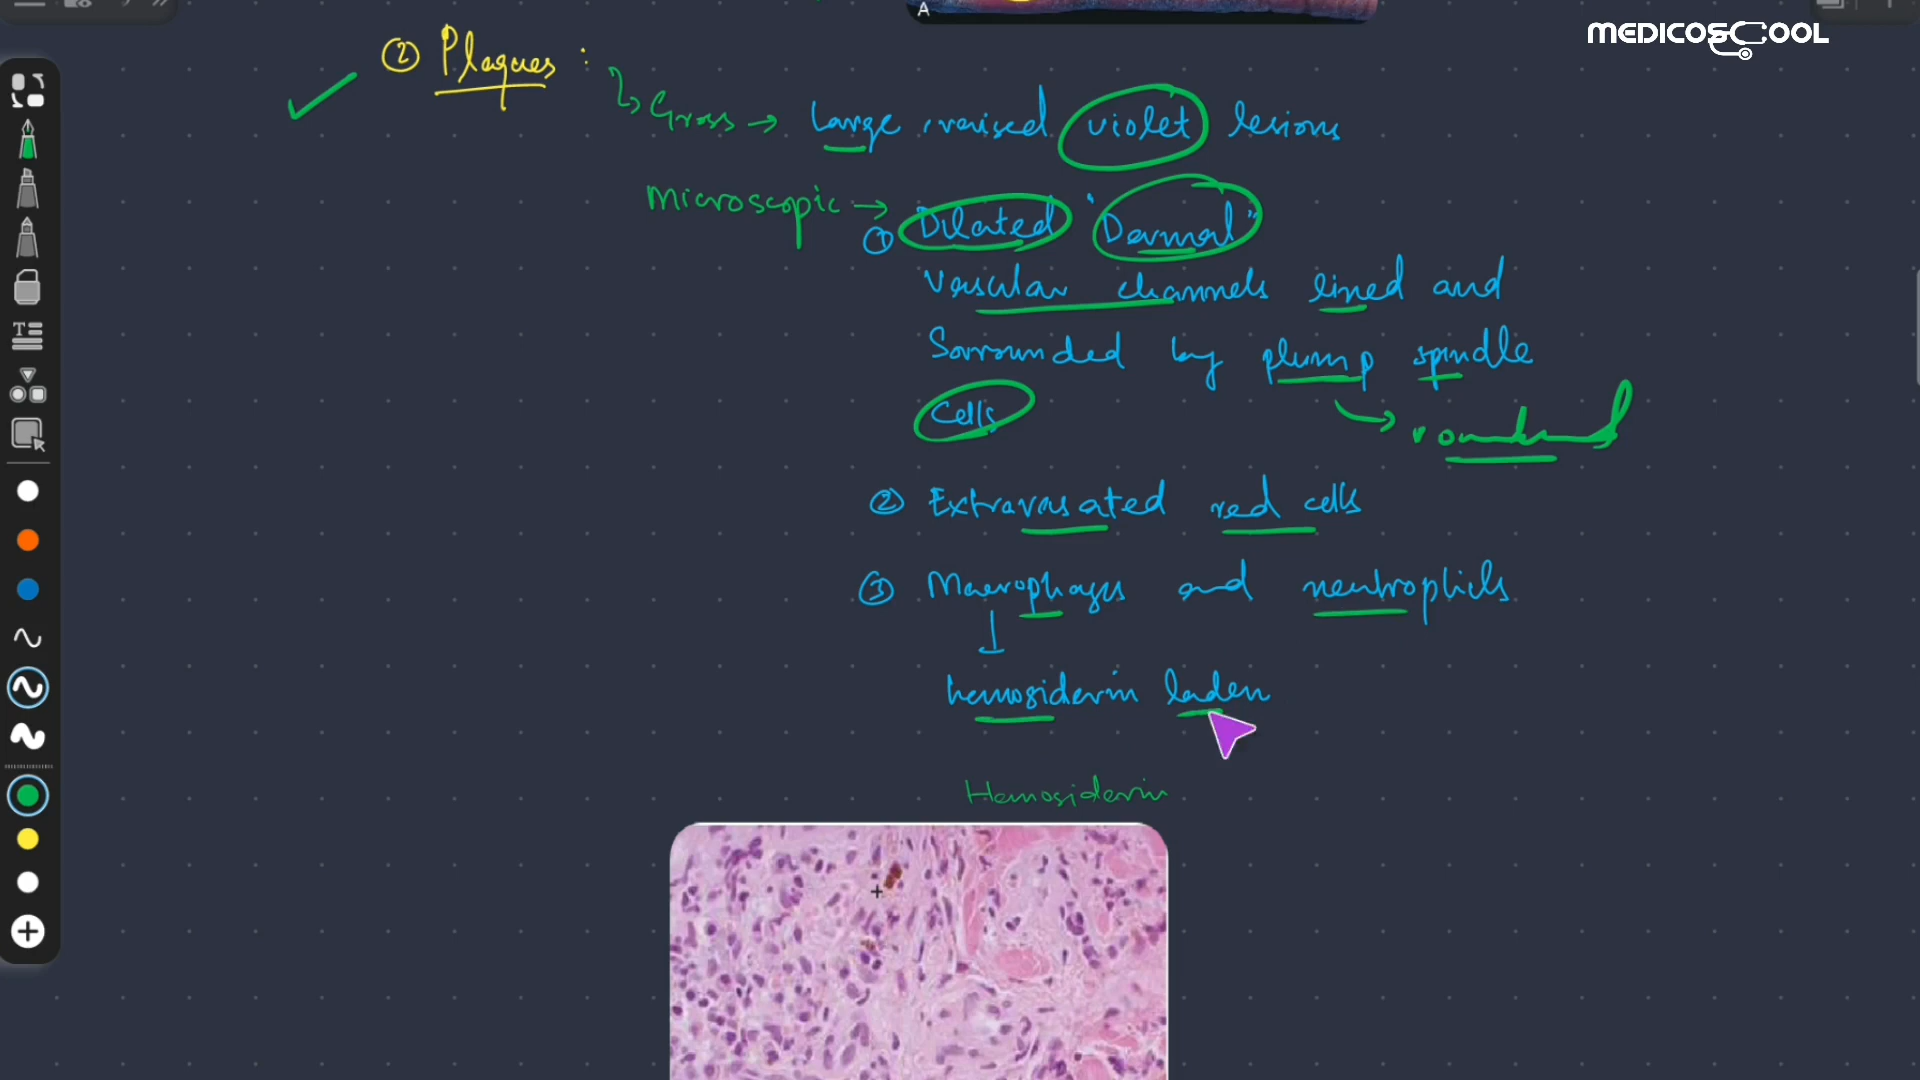 A
MEDICOSCOOL
② Plaques :
Gross → Large, raised violet lesions
Microscopic →
① Dilated "Dermal"
Vascular channels lined and
Sorrounded by plump spindle
Cells
→ rounded
② Extravasated red cells
③ Macrophages and neutrophils
hemosiderin laden
Hemosiderin